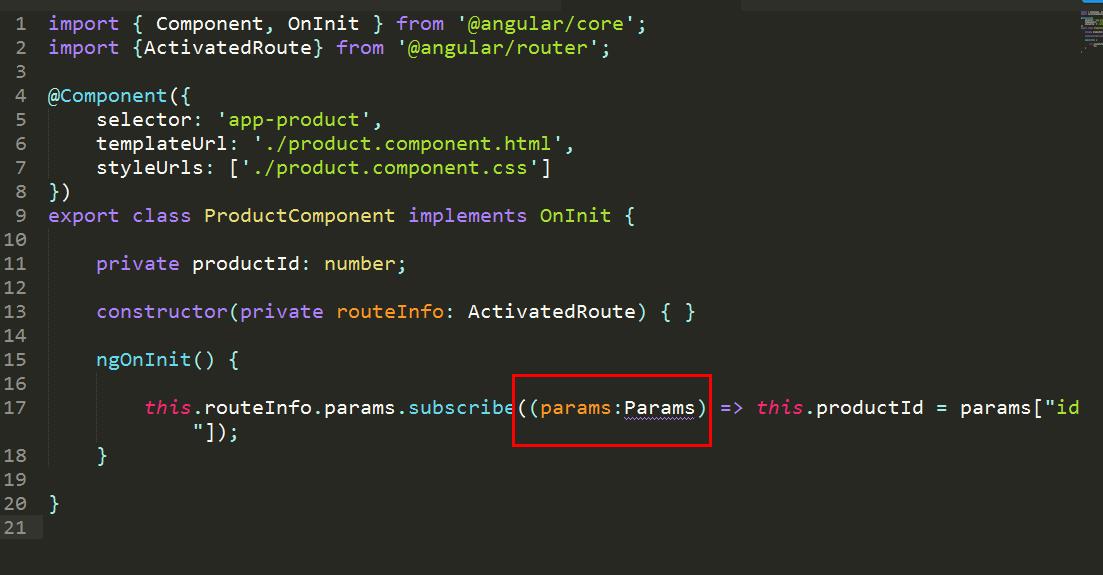 1 import { Component, OnInit } from '@angular/core';
2 import {ActivatedRoute} from '@angular/router';
3
4 @Component({
5 selector: 'app-product',
6 templateUrl: './product.component.html',
7 styleUrls: ['./product.component.css']
8 })
9 export class ProductComponent implements OnInit {
10
11 private productId: number;
12
13 constructor(private routeInfo: ActivatedRoute) { }
14
15 ngOnInit() {
16
17 this.routeInfo.params.subscribe((params:Params) => this.productId = params["id
"]);
18 }
19
20 }
21